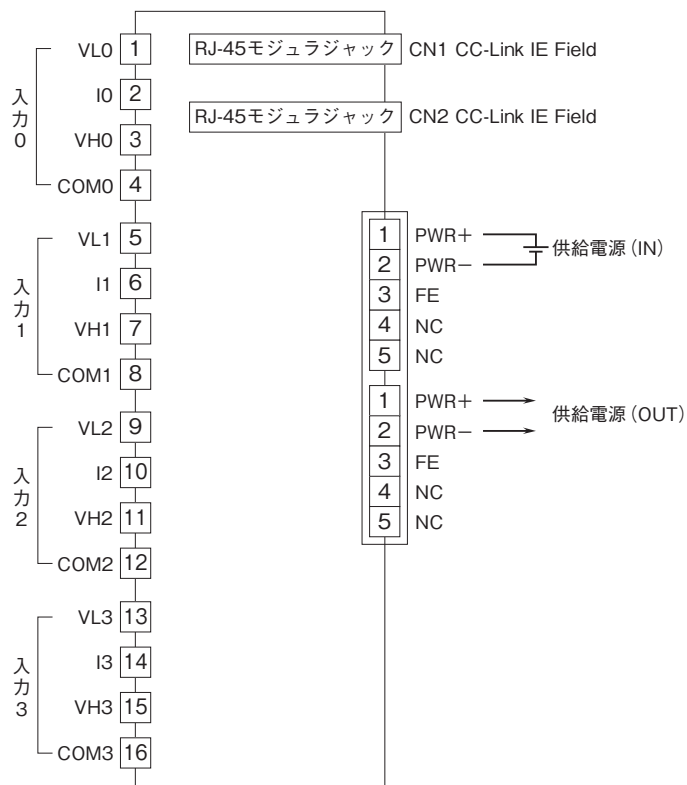 VL0 1
I0 2
VH0 3
COM0 4
入力0
VL1 5
I1 6
VH1 7
COM1 8
入力1
VL2 9
I2 10
VH2 11
COM2 12
入力2
VL3 13
I3 14
VH3 15
COM3 16
入力3
RJ-45モジュラジャック CN1 CC-Link IE Field
RJ-45モジュラジャック CN2 CC-Link IE Field
1 PWR+
2 PWR−
供給電源(IN)
3 FE
4 NC
5 NC
1 PWR+
2 PWR−
供給電源(OUT)
3 FE
4 NC
5 NC